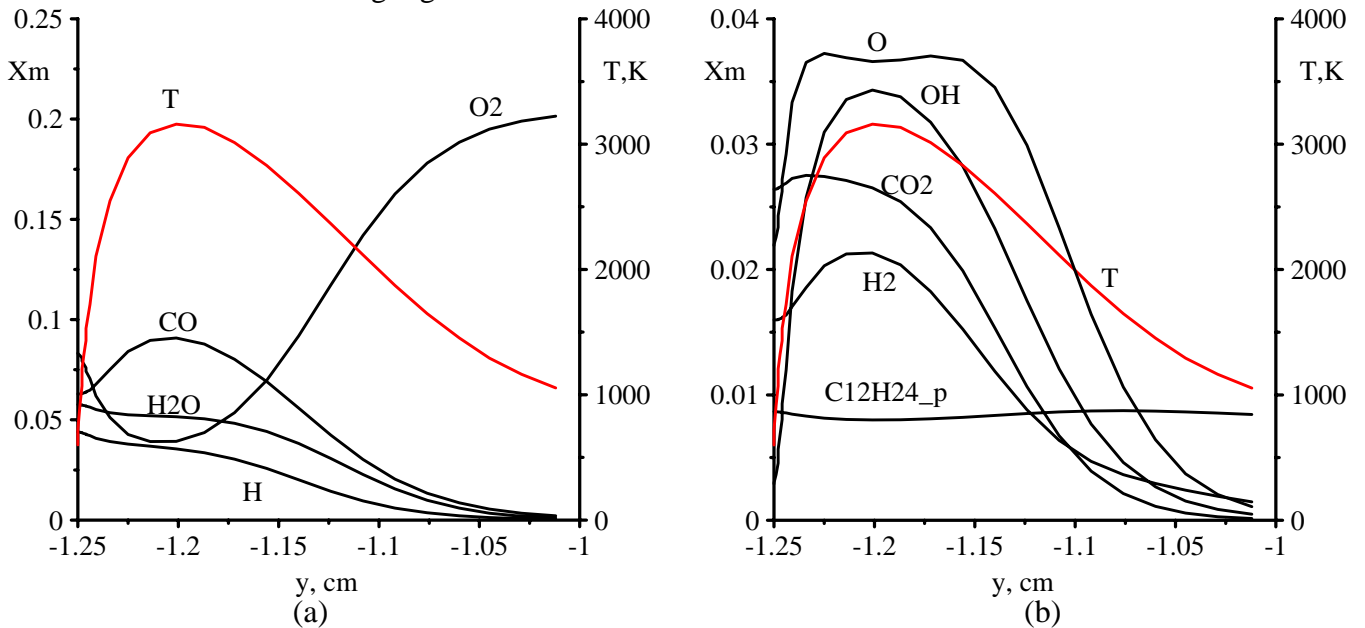 0.25
4000
Xm
T,K
T
O2
0.2
3000
0.15
2000
0.1
CO
1000
H2O
0.05
H
0
0
-1.25
-1.2
-1.15
-1.1
-1.05
-1
y, cm
(a)
0.04
4000
O
Xm
T,K
OH
0.03
3000
CO2
0.02
2000
H2
T
C12H24_p
0.01
1000
0
0
-1.25
-1.2
-1.15
-1.1
-1.05
-1
y, cm
(b)